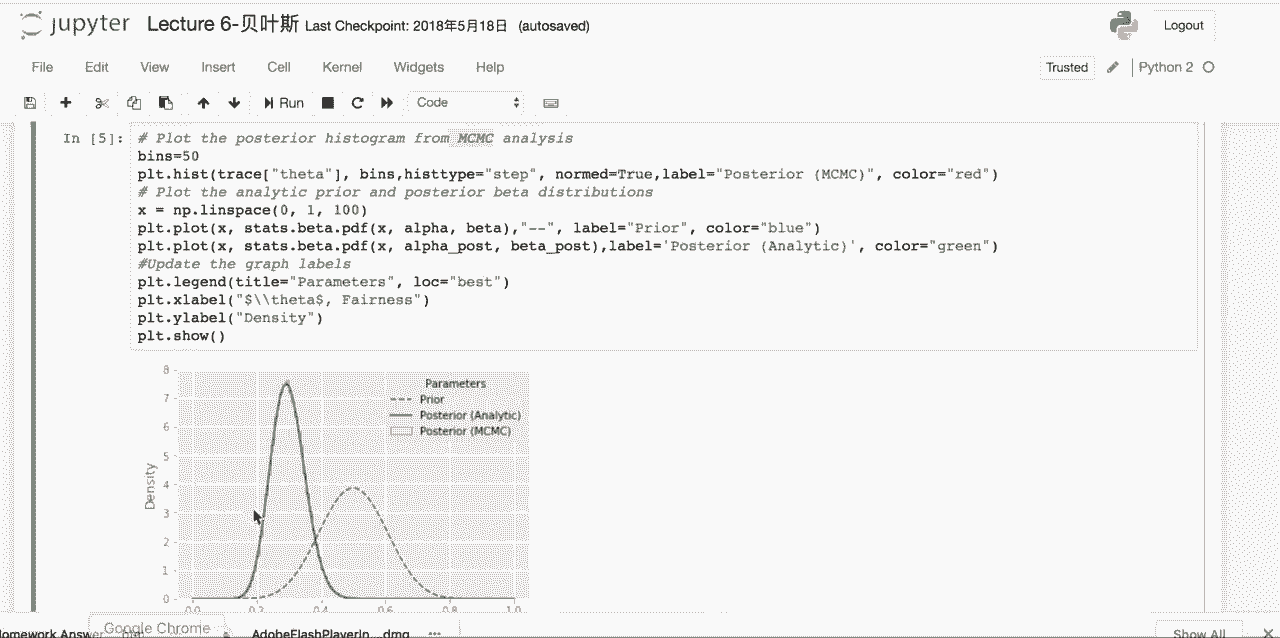 jupyter Lecture 6-贝叶斯 Last Checkpoint: 2018年5月18日 (autosaved) Logout
File Edit View Insert Cell Kernel Widgets Help Trusted Python 2
Run Code
In [5]: # Plot the posterior histogram from MCMC analysis
bins=50
plt.hist(trace["theta"], bins,histtype="step", normed=True,label="Posterior (MCMC)", color="red")
# Plot the analytic prior and posterior beta distributions
x = np.linspace(0, 1, 100)
plt.plot(x, stats.beta.pdf(x, alpha, beta),"--", label="Prior", color="blue")
plt.plot(x, stats.beta.pdf(x, alpha_post, beta_post),label='Posterior (Analytic)', color="green")
#Update the graph labels
plt.legend(title="Parameters", loc="best")
plt.xlabel("$\\theta$, Fairness")
plt.ylabel("Density")
plt.show()
8
7
6
5
4
3
2
1
0
Density
Parameters
Prior
Posterior (Analytic)
Posterior (MCMC)
0.0 0.2 0.4 0.6 0.8 1.0
Google Chrome
AdobeFlashPlayerIn....dmg Show All